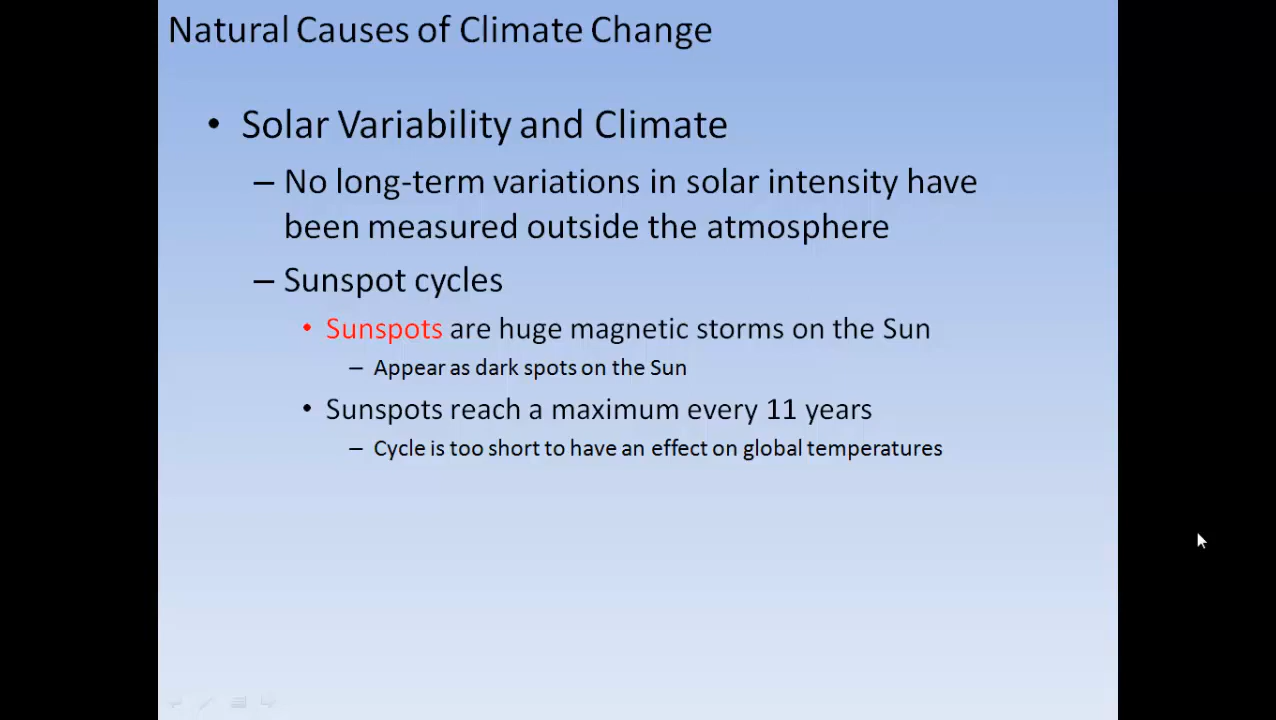 Natural Causes of Climate Change
• Solar Variability and Climate
– No long-term variations in solar intensity have
been measured outside the atmosphere
– Sunspot cycles
• Sunspots are huge magnetic storms on the Sun
– Appear as dark spots on the Sun
• Sunspots reach a maximum every 11 years
– Cycle is too short to have an effect on global temperatures